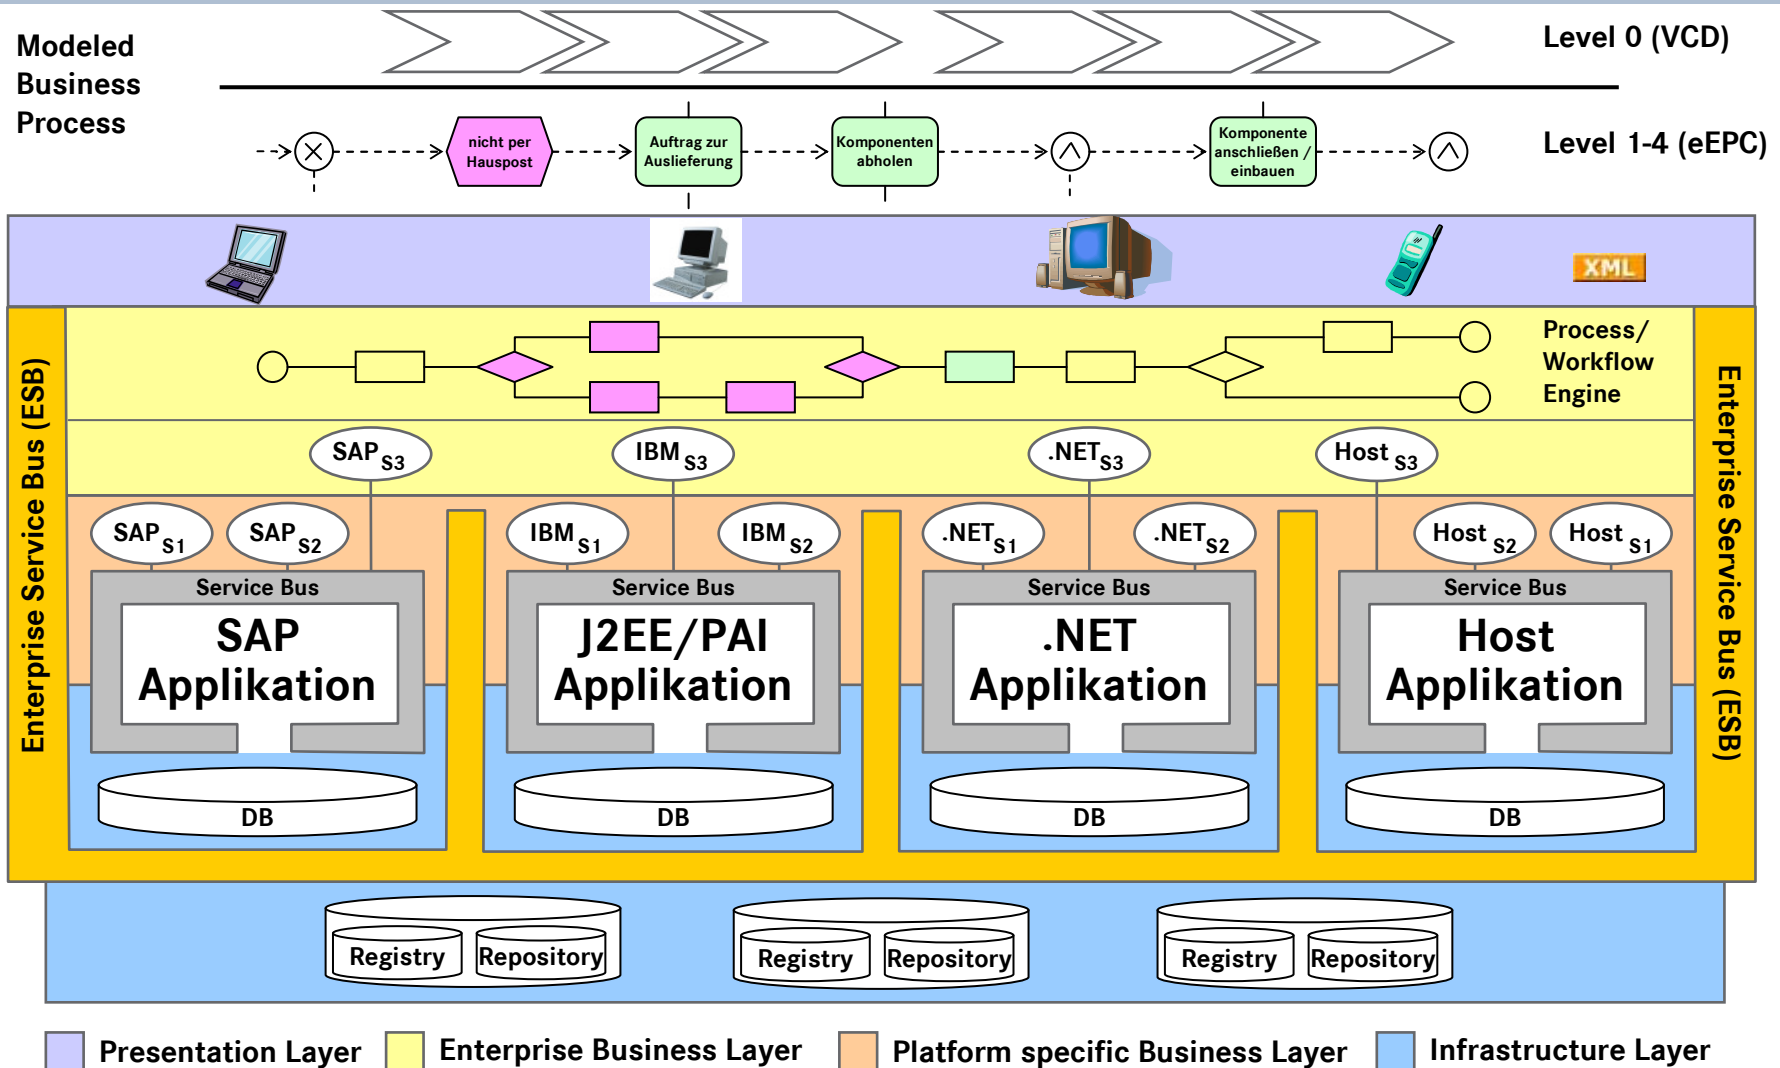 Modeled
Business
Process
Level 0 (VCD)
nicht per
Hauspost
Auftrag zur
Auslieferung
Komponenten
abholen
Komponente
anschließen /
einbauen
Level 1-4 (eEPC)
XML
Enterprise Service Bus (ESB)
Process/
Workflow
Engine
Enterprise Service Bus (ESB)
SAP S3
IBM S3
.NET S3
Host S3
SAP S1
SAP S2
IBM S1
IBM S2
.NET S1
.NET S2
Host S2
Host S1
Service Bus
SAP
Applikation
DB
Service Bus
J2EE/PAI
Applikation
DB
Service Bus
.NET
Applikation
DB
Service Bus
Host
Applikation
DB
Registry
Repository
Registry
Repository
Registry
Repository
Presentation Layer
Enterprise Business Layer
Platform specific Business Layer
Infrastructure Layer